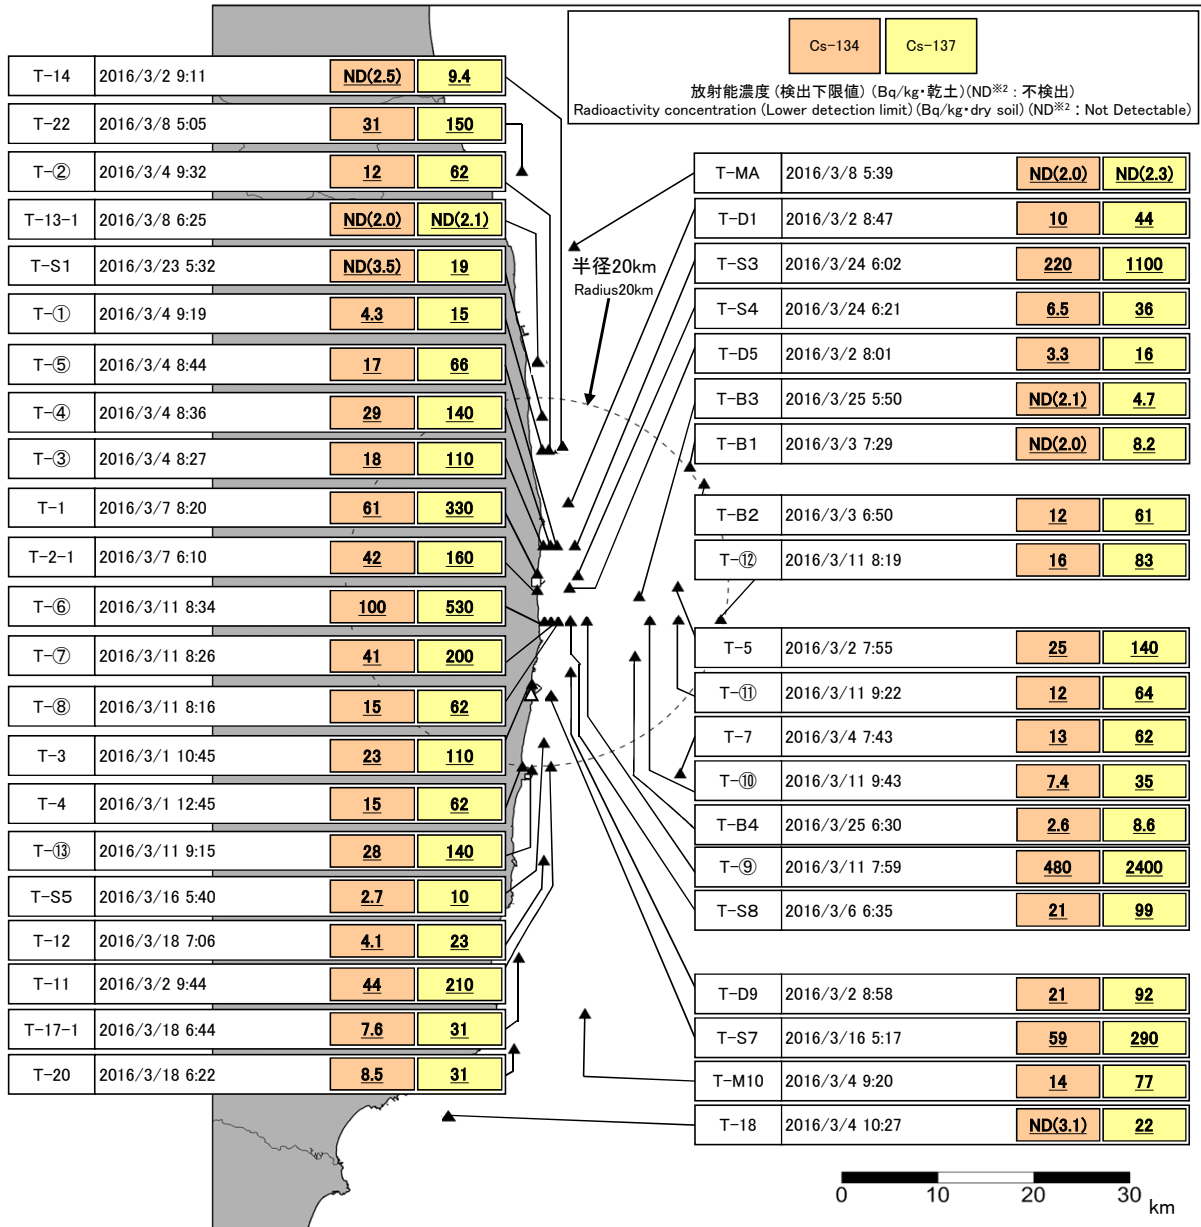 Cs-134 Cs-137
放射能濃度 (検出下限値) (Bq/kg・乾土)(ND※2 : 不検出)
Radioactivity concentration (Lower detection limit) (Bq/kg・dry soil) (ND※2 : Not Detectable)
T-14 2016/3/2 9:11 ND(2.5) 9.4
T-22 2016/3/8 5:05 31 150
T-② 2016/3/4 9:32 12 62
T-13-1 2016/3/8 6:25 ND(2.0) ND(2.1)
T-S1 2016/3/23 5:32 ND(3.5) 19
T-① 2016/3/4 9:19 4.3 15
T-⑤ 2016/3/4 8:44 17 66
T-④ 2016/3/4 8:36 29 140
T-③ 2016/3/4 8:27 18 110
T-1 2016/3/7 8:20 61 330
T-2-1 2016/3/7 6:10 42 160
T-⑥ 2016/3/11 8:34 100 530
T-⑦ 2016/3/11 8:26 41 200
T-⑧ 2016/3/11 8:16 15 62
T-3 2016/3/1 10:45 23 110
T-4 2016/3/1 12:45 15 62
T-⑬ 2016/3/11 9:15 28 140
T-S5 2016/3/16 5:40 2.7 10
T-12 2016/3/18 7:06 4.1 23
T-11 2016/3/2 9:44 44 210
T-17-1 2016/3/18 6:44 7.6 31
T-20 2016/3/18 6:22 8.5 31
半径20km
Radius20km
T-MA 2016/3/8 5:39 ND(2.0) ND(2.3)
T-D1 2016/3/2 8:47 10 44
T-S3 2016/3/24 6:02 220 1100
T-S4 2016/3/24 6:21 6.5 36
T-D5 2016/3/2 8:01 3.3 16
T-B3 2016/3/25 5:50 ND(2.1) 4.7
T-B1 2016/3/3 7:29 ND(2.0) 8.2
T-B2 2016/3/3 6:50 12 61
T-⑫ 2016/3/11 8:19 16 83
T-5 2016/3/2 7:55 25 140
T-⑪ 2016/3/11 9:22 12 64
T-7 2016/3/4 7:43 13 62
T-⑩ 2016/3/11 9:43 7.4 35
T-B4 2016/3/25 6:30 2.6 8.6
T-⑨ 2016/3/11 7:59 480 2400
T-S8 2016/3/6 6:35 21 99
T-D9 2016/3/2 8:58 21 92
T-S7 2016/3/16 5:17 59 290
T-M10 2016/3/4 9:20 14 77
T-18 2016/3/4 10:27 ND(3.1) 22
0 10 20 30 km